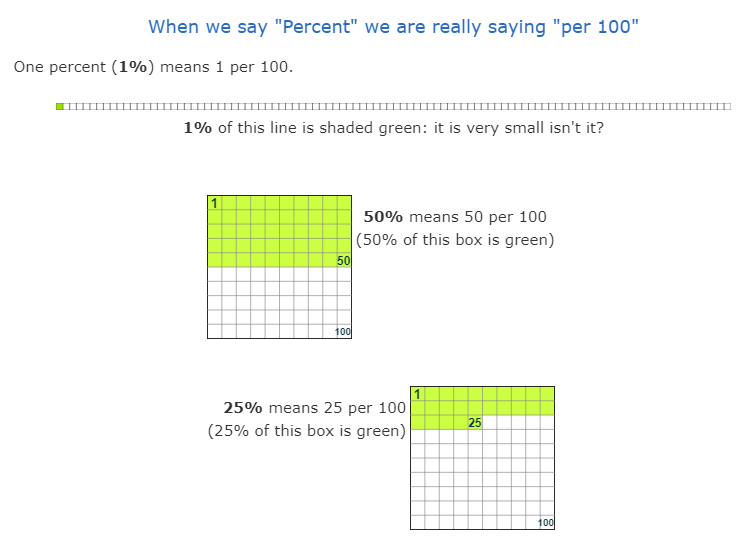 When we say "Percent" we are really saying "per 100"
One percent (1%) means 1 per 100.
1% of this line is shaded green: it is very small isn't it?
1
50% means 50 per 100
(50% of this box is green)
50
100
1
25% means 25 per 100
25
(25% of this box is green)
100